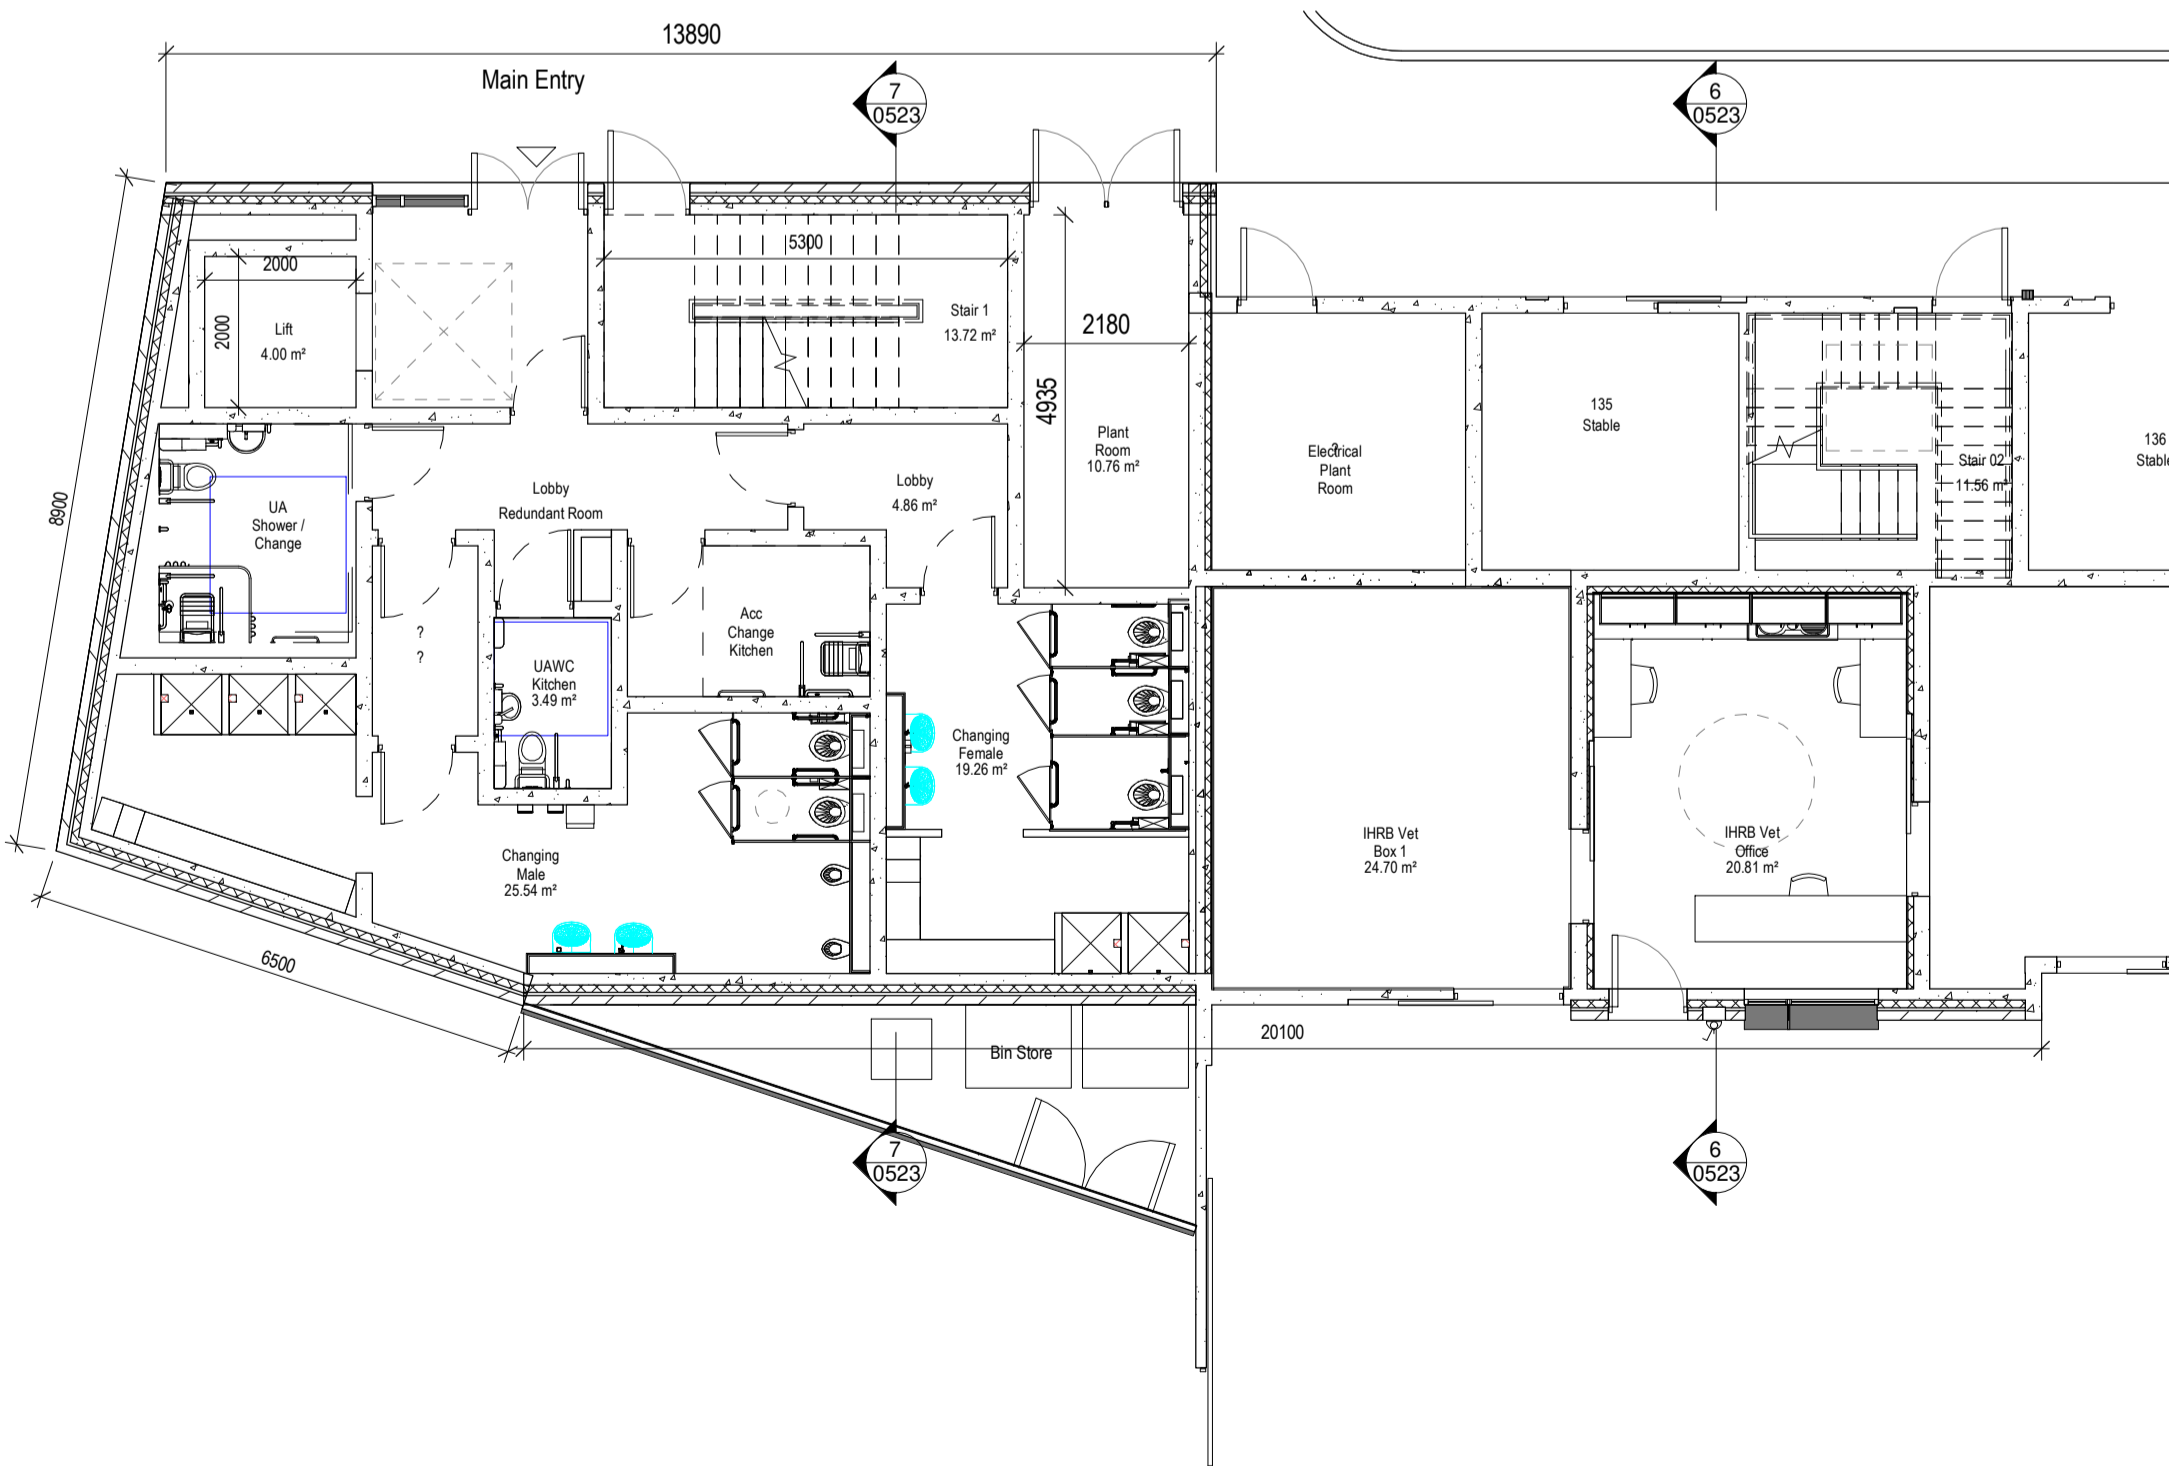 13890
Main Entry
7
0523
6
0523
5300
2000
2000
Lift
4.00 m²
Stair 1
13.72 m²
2180
4935
Plant
Room
10.76 m²
135
Stable
136
Stable
Electrical
?
Plant
Room
Stair 02
11.56 m²
8900
UA
Shower /
Change
Lobby
Redundant Room
Lobby
4.86 m²
?
?
Acc
Change
Kitchen
UAWC
Kitchen
3.49 m²
Changing
Female
19.26 m²
Changing
Male
25.54 m²
IHRB Vet
Box 1
24.70 m²
IHRB Vet
Office
20.81 m²
6500
20100
Bin Store
7
0523
6
0523